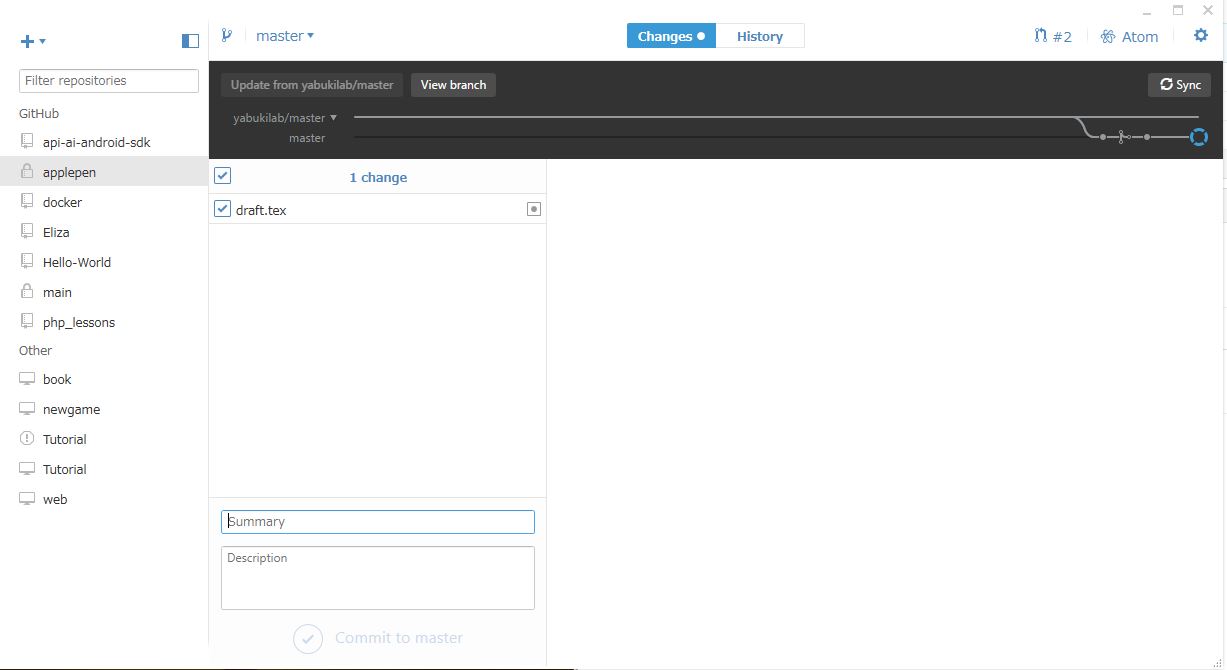 master
Changes
History
#2
Atom
Filter repositories
Update from yabukilab/master
View branch
Sync
GitHub
yabukilab/master
master
api-ai-android-sdk
applepen
docker
Eliza
Hello-World
main
php_lessons
Other
book
newgame
Tutorial
Tutorial
web
1 change
draft.tex
Summary
Description
Commit to master